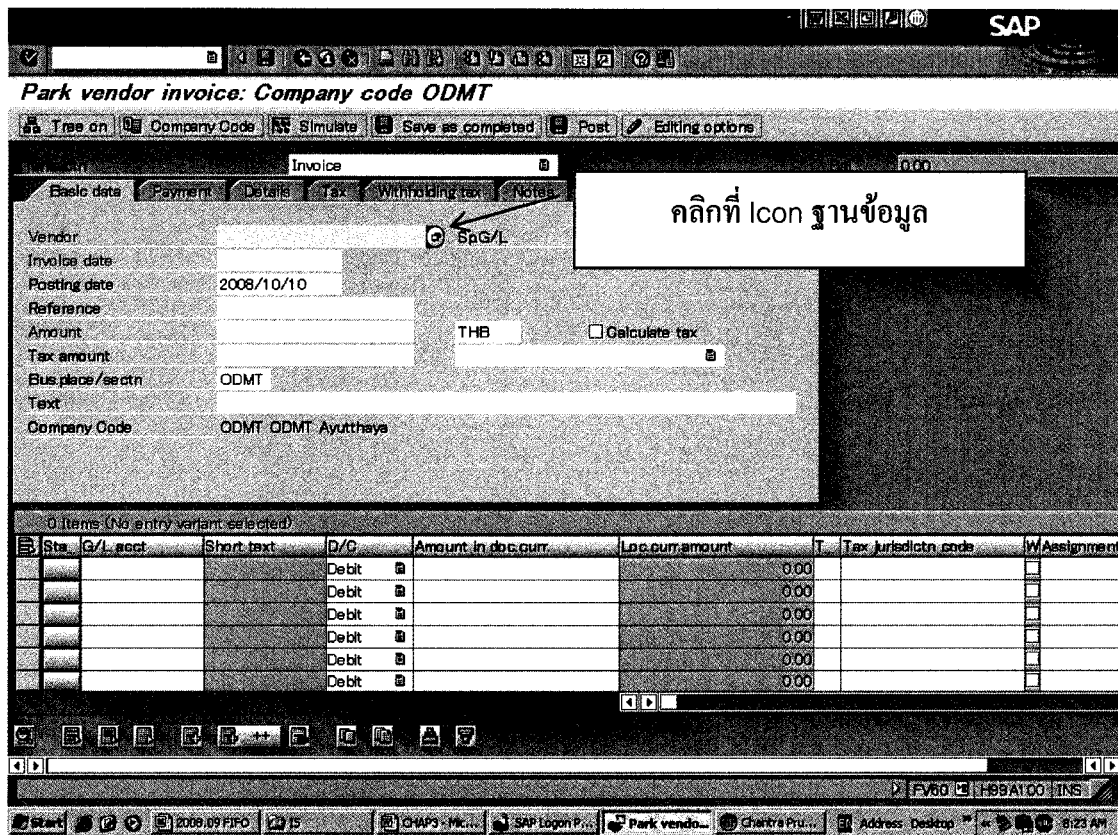 SAP
Park vendor invoice: Company code ODMT
Tree on Company Code Simulate Save as completed Post Editing options
Invoice 0.00
Basic data Payment Details Tax Withholding tax Notes
คลิกที่ Icon ฐานข้อมูล
Vendor SpG/L
Invoice date
Posting date 2008/10/10
Reference
Amount THB Calculate tax
Tax amount
Bus.place/sectn ODMT
Text
Company Code ODMT ODMT Ayutthaya
0 Items (No entry variant selected)
Sta. G/L acct Short text D/C Amount in doc.curr. Loc.curr.amount T. Tax jurisdictn code W Assignment
Debit 0.00
Debit 0.00
Debit 0.00
Debit 0.00
Debit 0.00
Debit 0.00
FV60 H99A100 INS
Start 2008.09 FIFO 15 CHAP3 - Mic... SAP Logon P... Park vendo... Chantra Pru... Address Desktop 8:23 AM